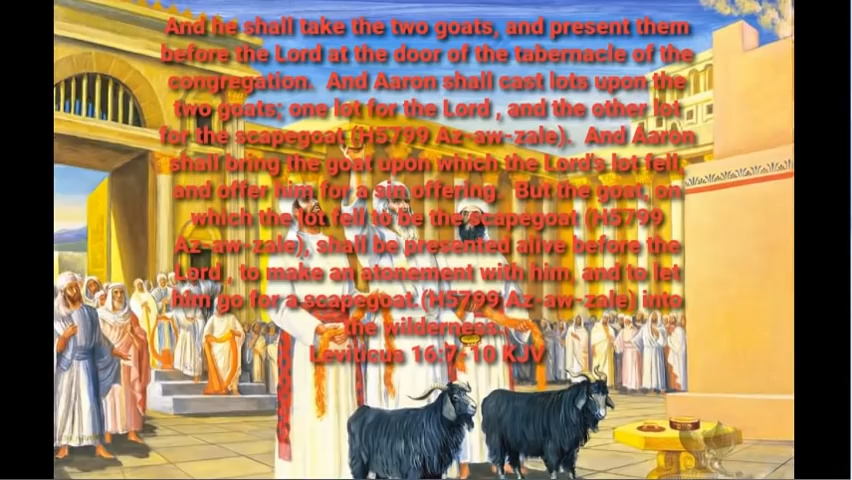 And he shall take the two goats, and present them
before the Lord at the door of the tabernacle of the
congregation. And Aaron shall cast lots upon the
two goats; one lot for the Lord , and the other lot
for the scapegoat (H5799 Az-aw-zale). And Aaron
shall bring the goat upon which the Lord's lot fell,
and offer him for a sin offering. But the goat, on
which the lot fell to be the scapegoat (H5799
Az-aw-zale), shall be presented alive before the
Lord , to make an atonement with him, and to let
him go for a scapegoat (H5799 Az-aw-zale) into
the wilderness.
Leviticus 16:7-10 KJV